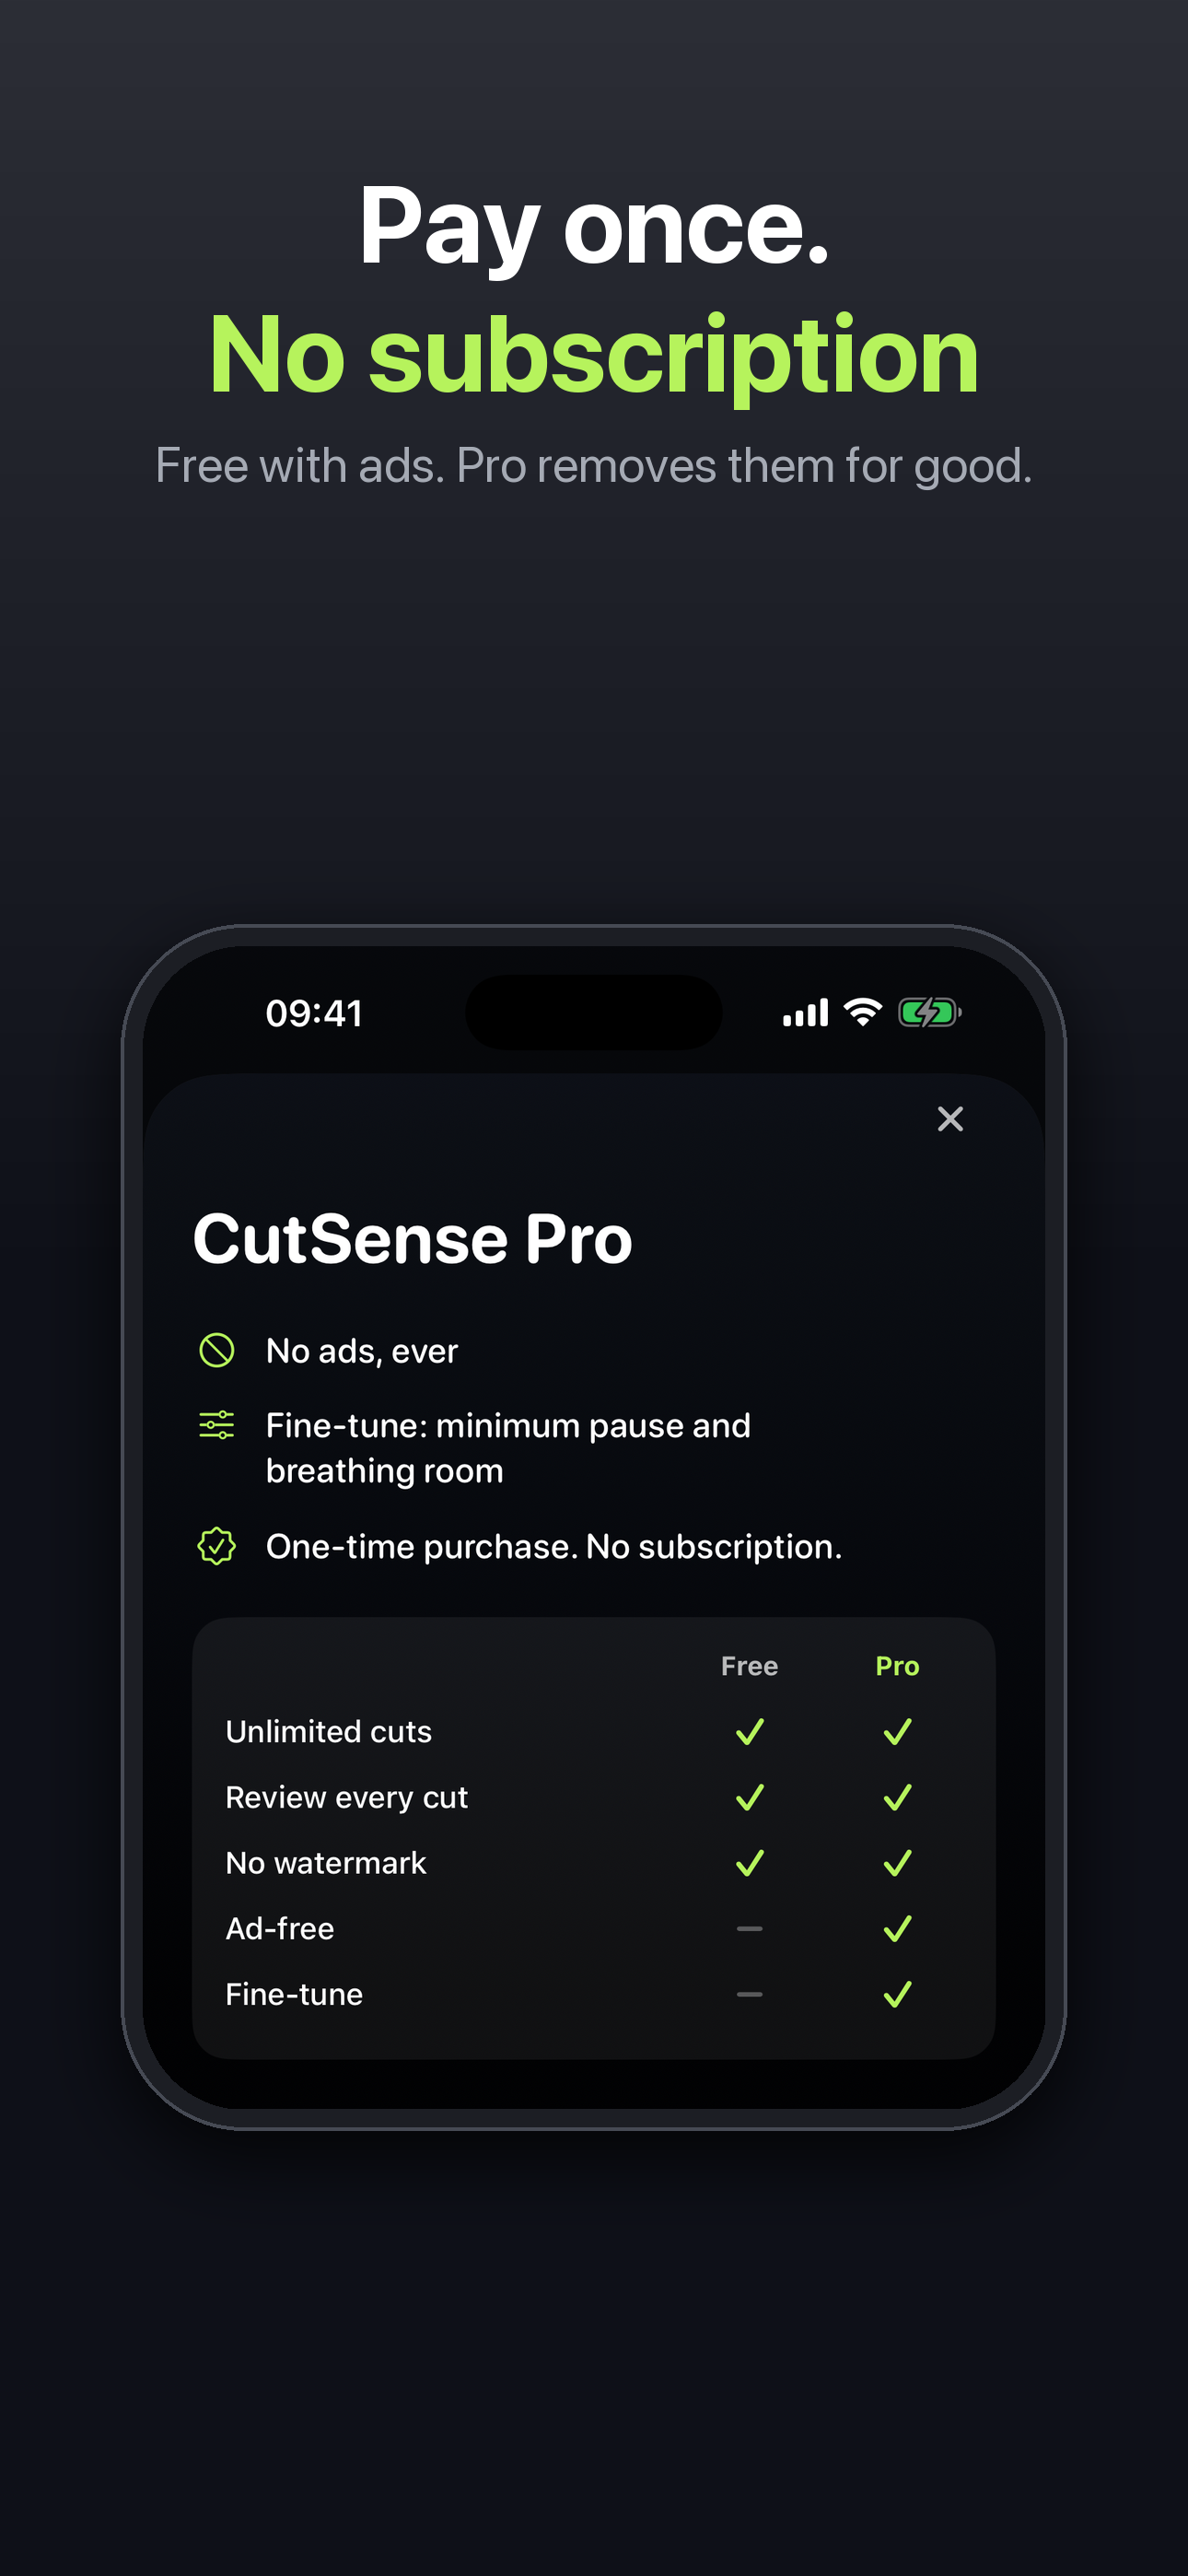 Pay once.
No subscription
Free with ads. Pro removes them for good.
09:41
CutSense Pro
No ads, ever
Fine-tune: minimum pause and
breathing room
One-time purchase. No subscription.
Free Pro
Unlimited cuts
Review every cut
No watermark
Ad-free
Fine-tune